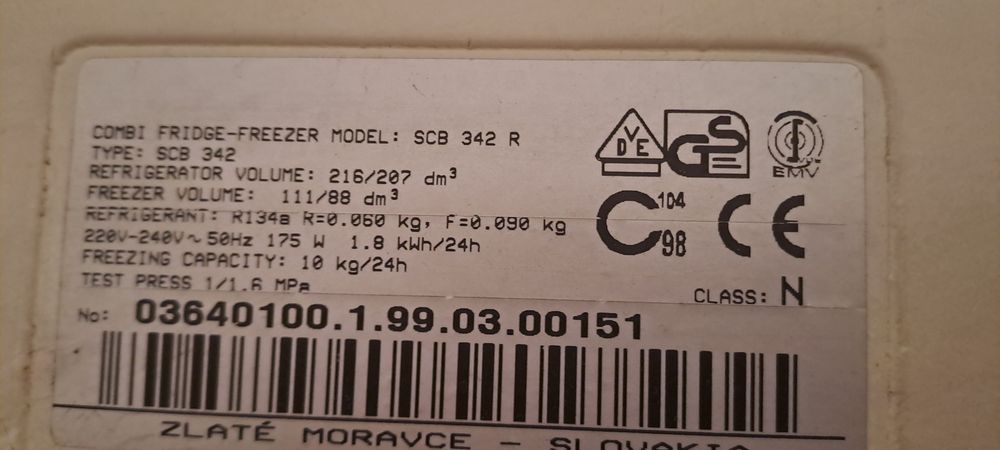 COMBI FRIDGE-FREEZER MODEL: SCB 342 R
TYPE: SCB 342
REFRIGERATOR VOLUME: 216/207 dm³
FREEZER VOLUME: 111/88 dm³
REFRIGERANT: R134a R=0.060 kg, F=0.090 kg
220V-240V~50Hz 175 W 1.8 kWh/24h
FREEZING CAPACITY: 10 kg/24h
TEST PRESS 1/1.6 MPa
VDE GS EMV
C 104 98 CE
CLASS: N
No: 03640100.1.99.03.00151
ZLATÉ MORAVCE - SLOVAKIA